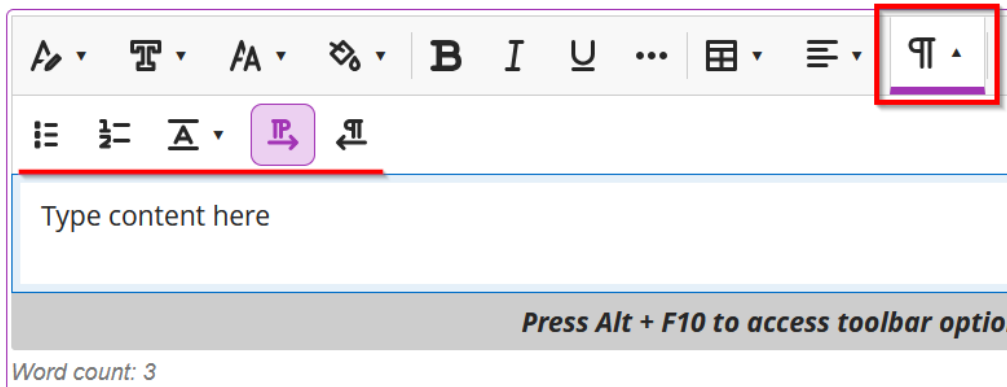 Type content here
Press Alt + F10 to access toolbar optio
Word count: 3